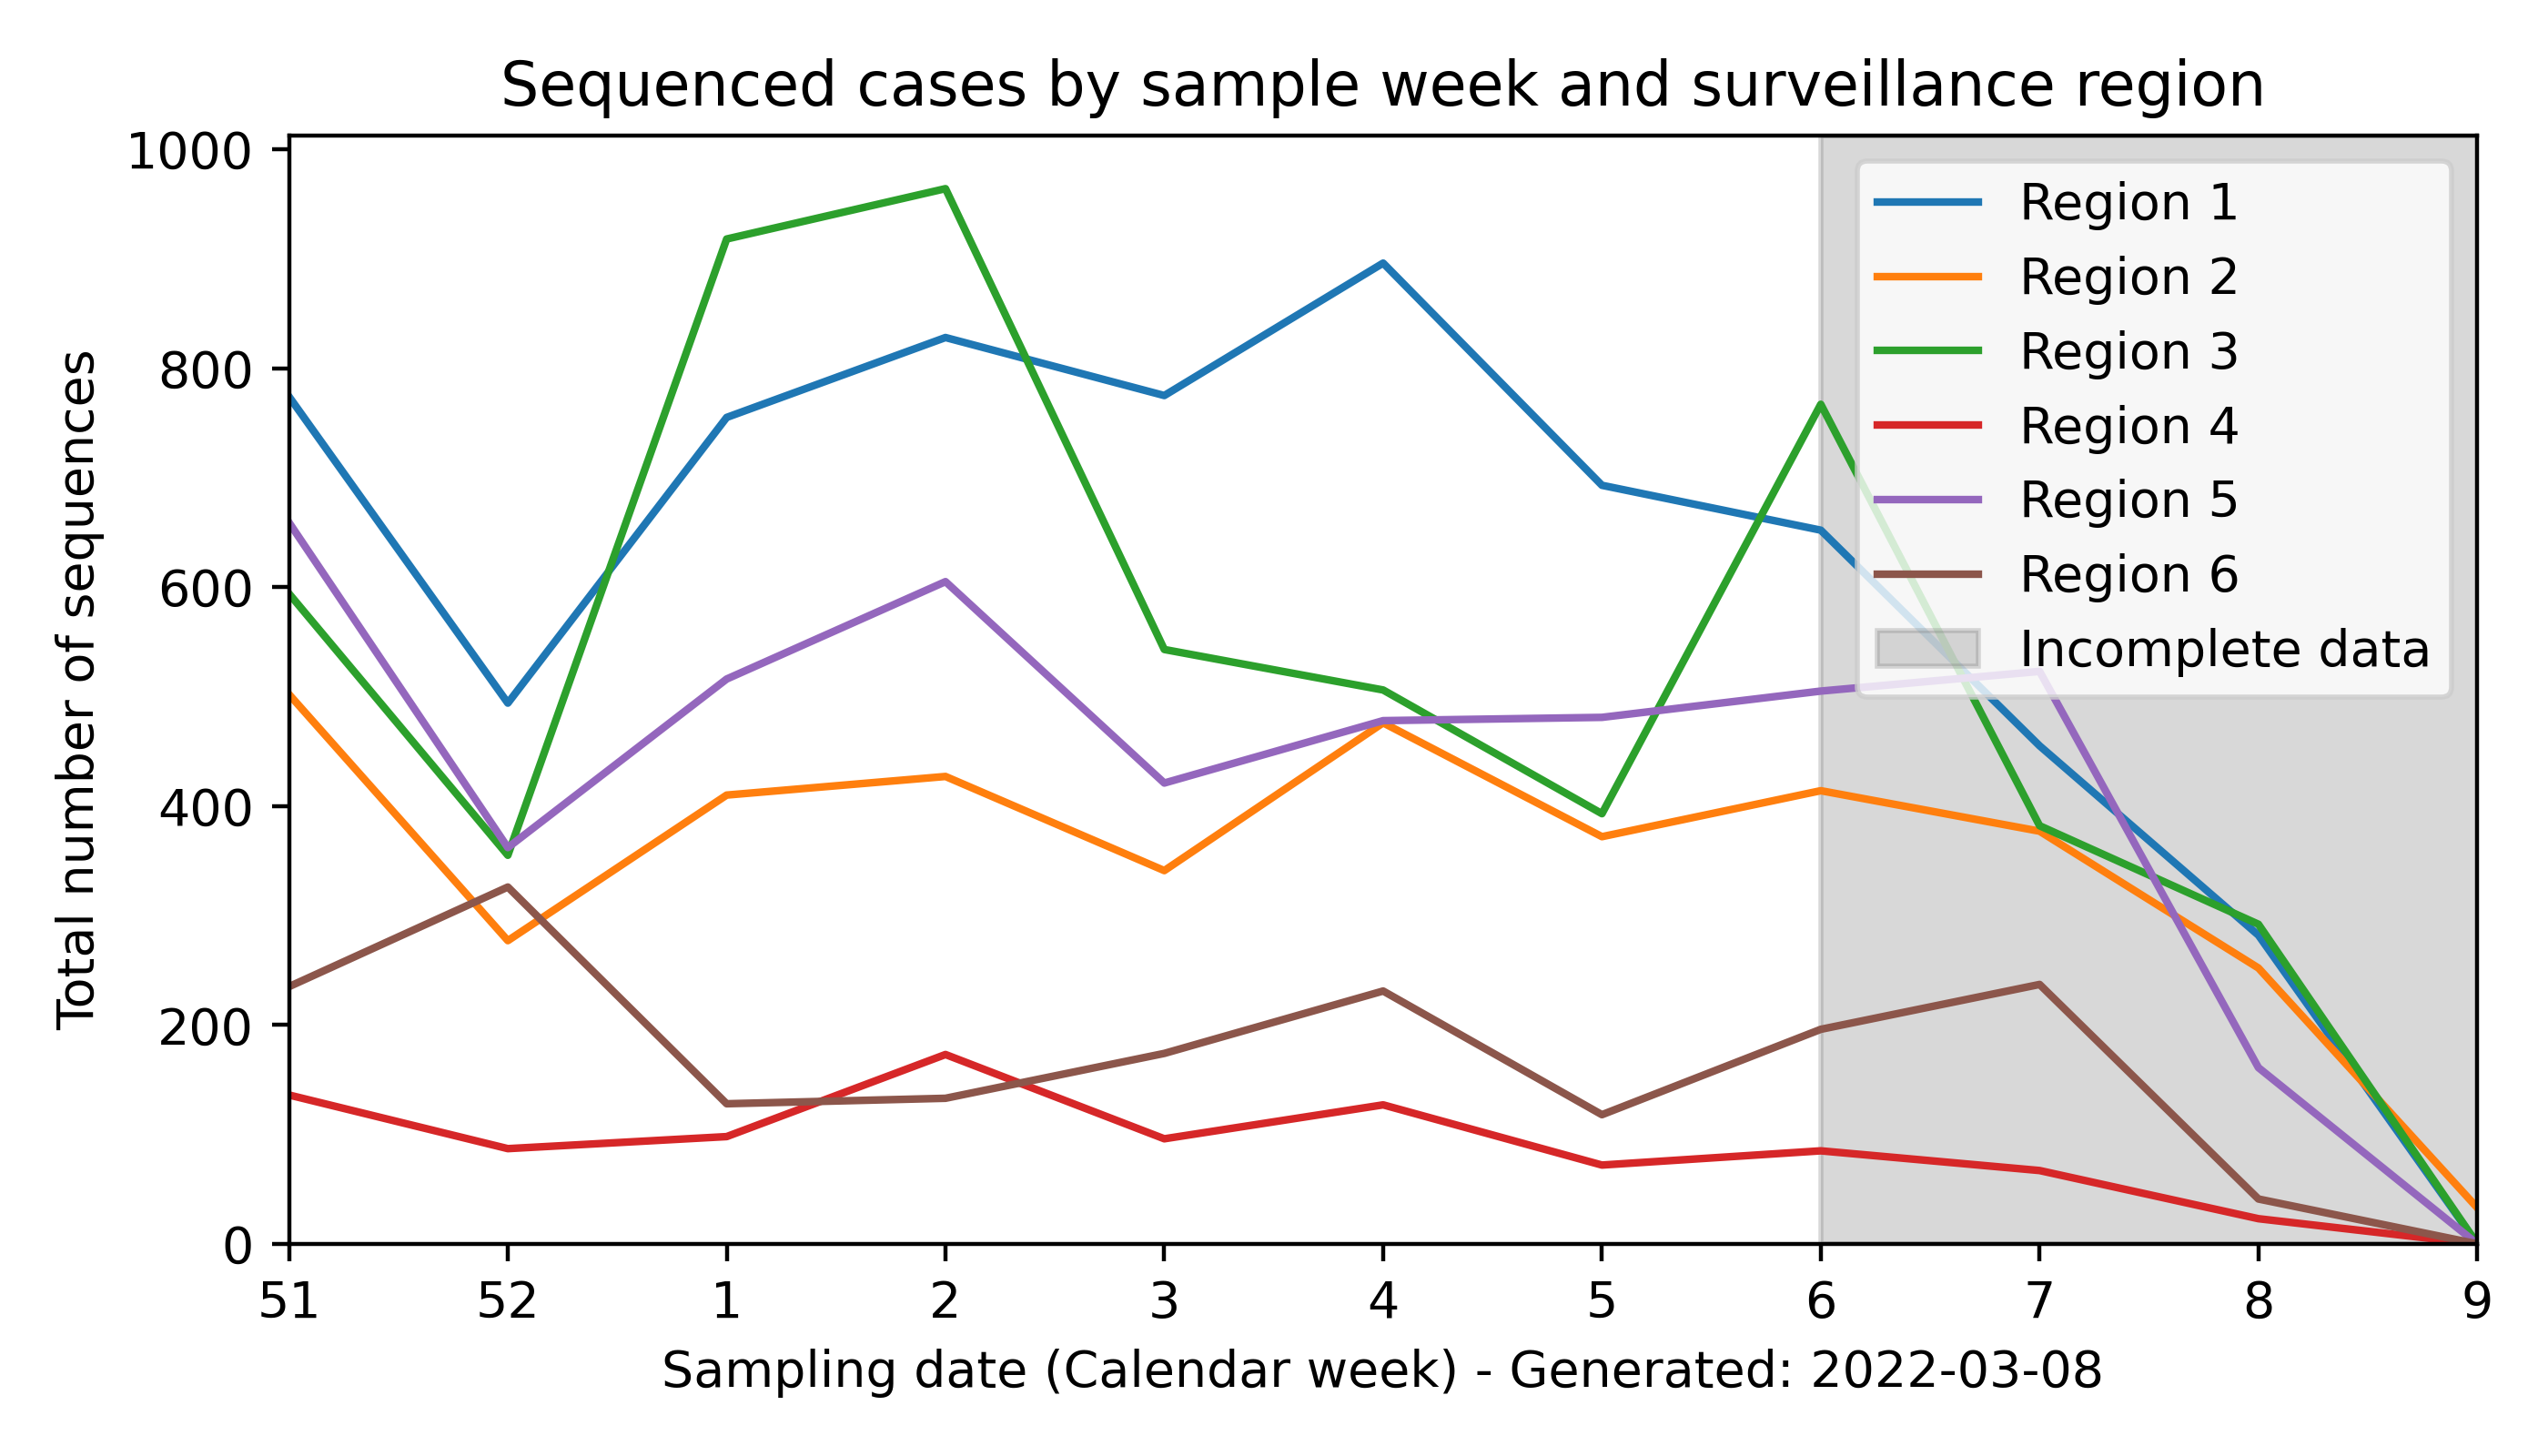 Sequenced cases by sample week and surveillance region
Total number of sequences
1000
800
600
400
200
0
Region 1
Region 2
Region 3
Region 4
Region 5
Region 6
Incomplete data
51 52 1 2 3 4 5 6 7 8 9
Sampling date (Calendar week) - Generated: 2022-03-08